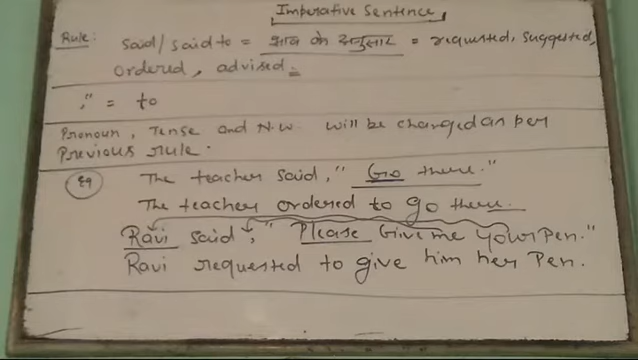 Imperative Sentence
Rule: said/said to = भाव के अनुसार = requested, suggested,
ordered, advised.
," = to
Pronoun, Tense and N.W will be changed as per
Previous rule.
Eg The teacher said, "Go there."
The teacher ordered to go there.
Ravi said, "Please Give me your Pen."
Ravi requested to give him her Pen.